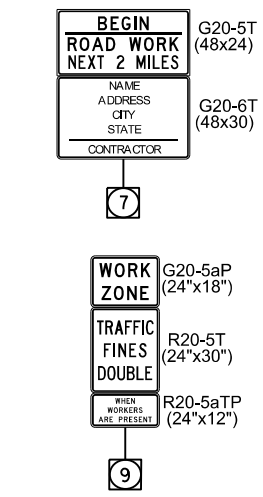 BEGIN
ROAD WORK
NEXT 2 MILES
G20-5T
(48x24)
NAME
ADDRESS
CITY
STATE
CONTRACTOR
G20-6T
(48x30)
7
WORK
ZONE
G20-5aP
(24"x18")
TRAFFIC
FINES
DOUBLE
R20-5T
(24"x30")
WHEN
WORKERS
ARE PRESENT
R20-5aTP
(24"x12")
9